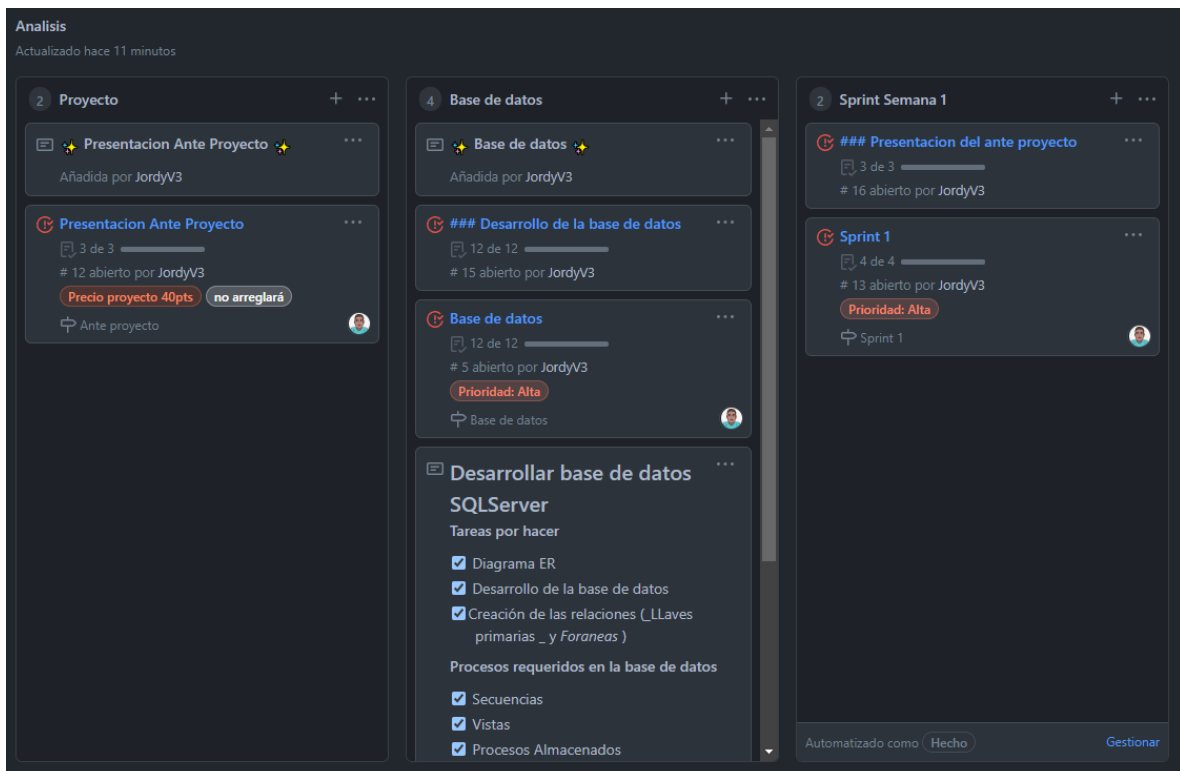 Analisis
Actualizado hace 11 minutos
2 Proyecto
✨ Presentacion Ante Proyecto ✨
Añadida por JordyV3
Presentacion Ante Proyecto
3 de 3
# 12 abierto por JordyV3
Precio proyecto 40pts no arreglará
Ante proyecto
4 Base de datos
✨ Base de datos ✨
Añadida por JordyV3
### Desarrollo de la base de datos
12 de 12
# 15 abierto por JordyV3
Base de datos
12 de 12
# 5 abierto por JordyV3
Prioridad: Alta
Base de datos
Desarrollar base de datos
SQLServer
Tareas por hacer
Diagrama ER
Desarrollo de la base de datos
Creación de las relaciones (_LLaves
primarias _ y Foraneas )
Procesos requeridos en la base de datos
Secuencias
Vistas
Procesos Almacenados
2 Sprint Semana 1
### Presentacion del ante proyecto
3 de 3
# 16 abierto por JordyV3
Sprint 1
4 de 4
# 13 abierto por JordyV3
Prioridad: Alta
Sprint 1
Automatizado como Hecho Gestionar